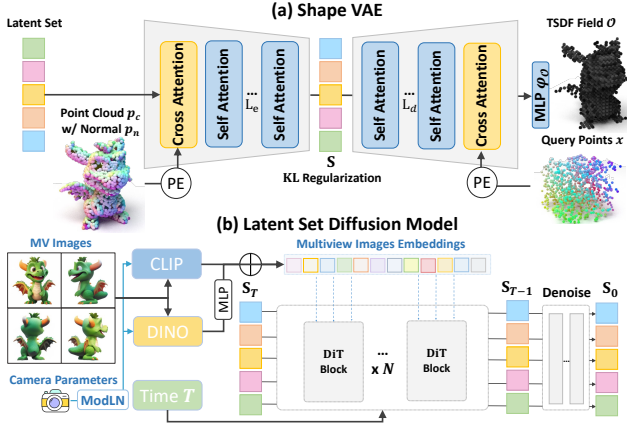 (a) Shape VAE
Latent Set
TSDF Field 𝒪
Cross Attention
Self Attention
...
L_e
Self Attention
Self Attention
...
L_d
Self Attention
Cross Attention
MLP φ_𝒪
Point Cloud p_c
w/ Normal p_n
PE
S
KL Regularization
PE
Query Points x
(b) Latent Set Diffusion Model
MV Images
CLIP
Multiview Images Embeddings
DINO
MLP
S_T
S_{T−1}
Denoise
S_0
DiT
Block
...
x N
DiT
Block
...
Camera Parameters
ModLN
Time T